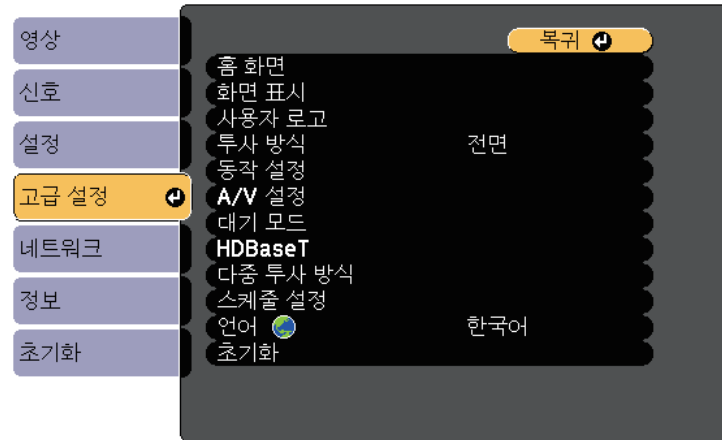 영상
신호
설정
고급 설정
네트워크
정보
초기화
복귀
홈 화면
화면 표시
사용자 로고
투사 방식 전면
동작 설정
A/V 설정
대기 모드
HDBaseT
다중 투사 방식
스케줄 설정
언어 한국어
초기화